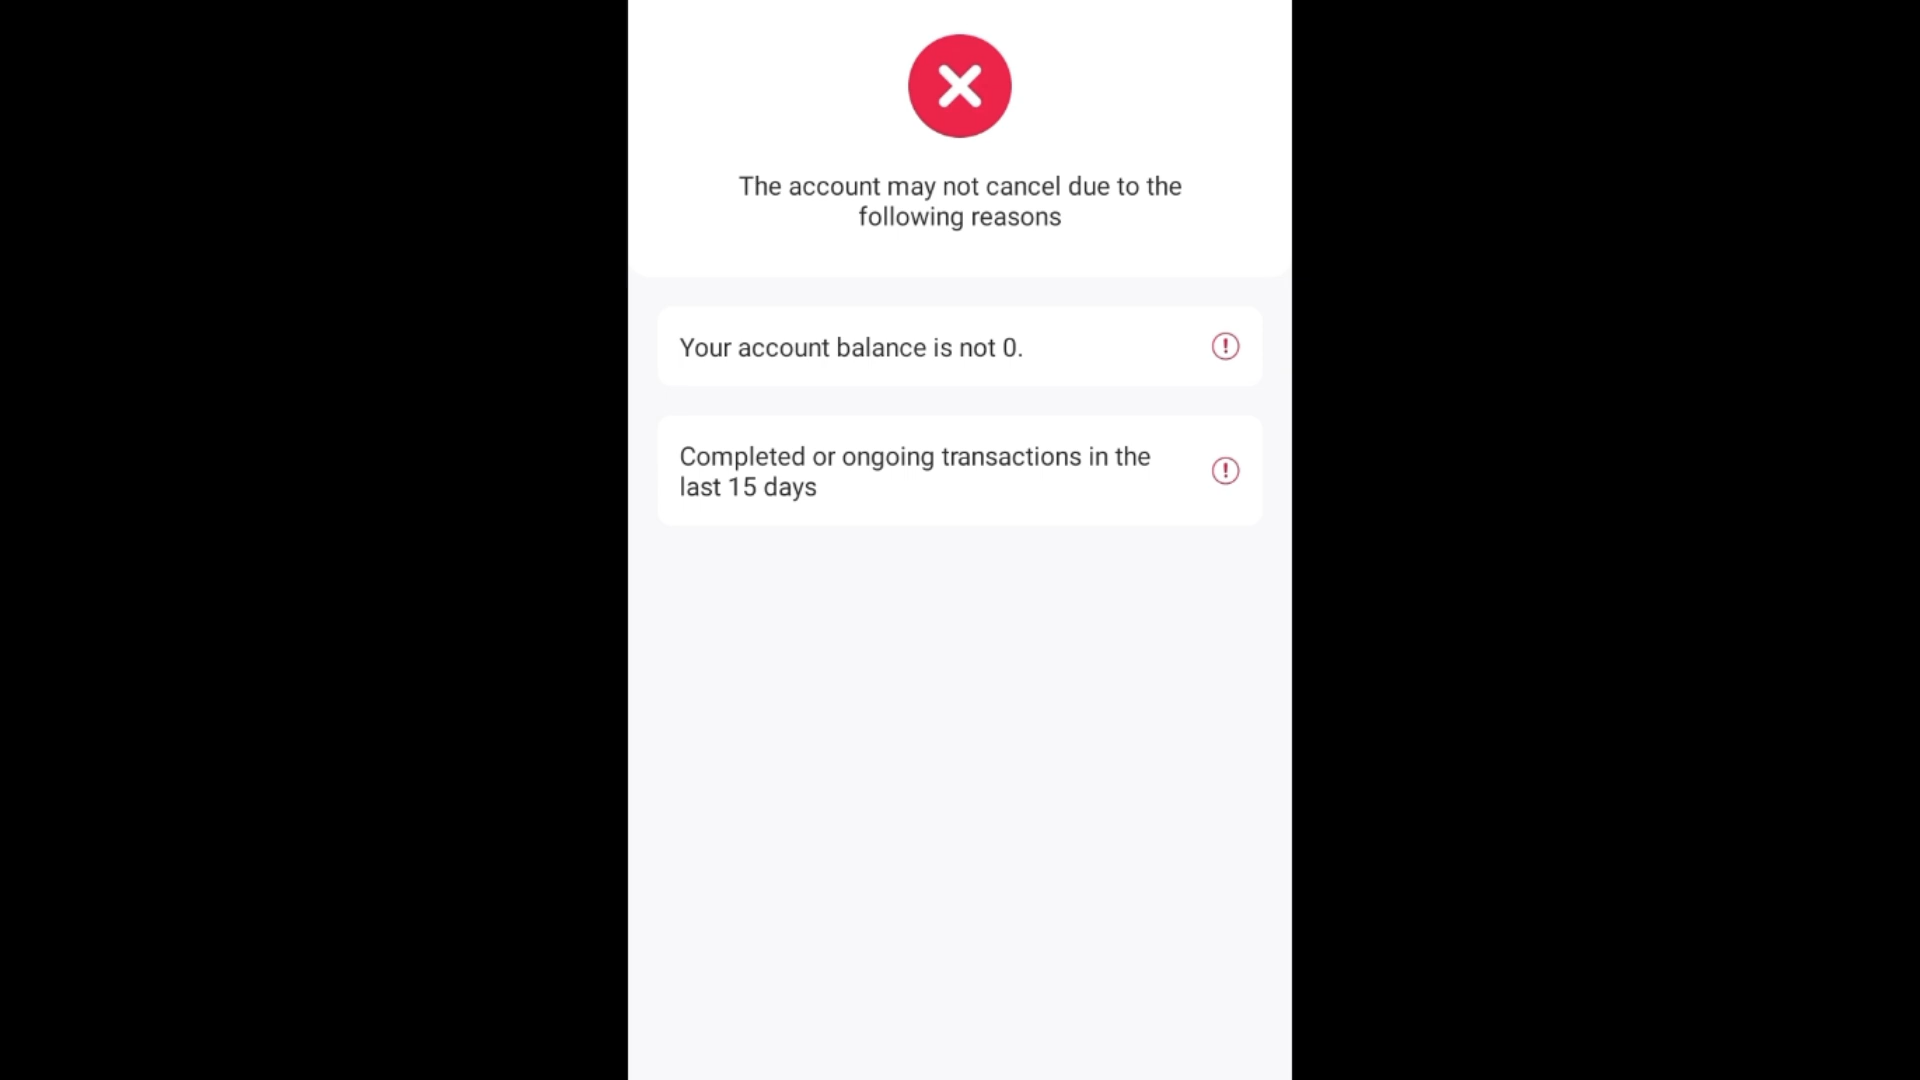 The account may not cancel due to the
following reasons
Your account balance is not 0.
Completed or ongoing transactions in the
last 15 days